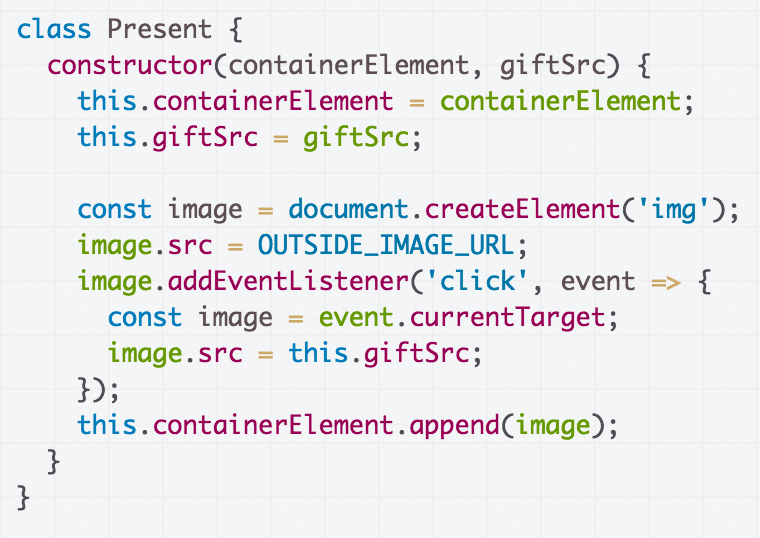 class Present {
  constructor(containerElement, giftSrc) {
    this.containerElement = containerElement;
    this.giftSrc = giftSrc;

    const image = document.createElement('img');
    image.src = OUTSIDE_IMAGE_URL;
    image.addEventListener('click', event => {
      const image = event.currentTarget;
      image.src = this.giftSrc;
    });
    this.containerElement.append(image);
  }
}